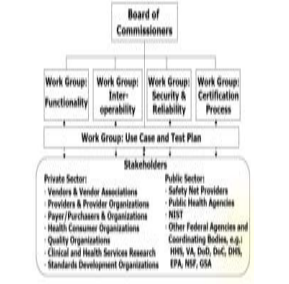 Board of
Commissioners
Work Group:
Functionality
Work Group:
Inter-
operability
Work Group:
Security &
Reliability
Work Group:
Certification
Process
Work Group: Use Case and Test Plan
Stakeholders
Private Sector:
· Vendors & Vendor Associations
· Providers & Provider Organizations
· Payer/Purchasers & Organizations
· Health Consumer Organizations
· Quality Organizations
· Clinical and Health Services Research
· Standards Development Organizations
Public Sector:
· Safety Net Providers
· Public Health Agencies
· NIST
· Other Federal Agencies and
Coordinating Bodies, e.g.:
HHS, VA, DoD, DoC, DHS,
EPA, NSF, GSA